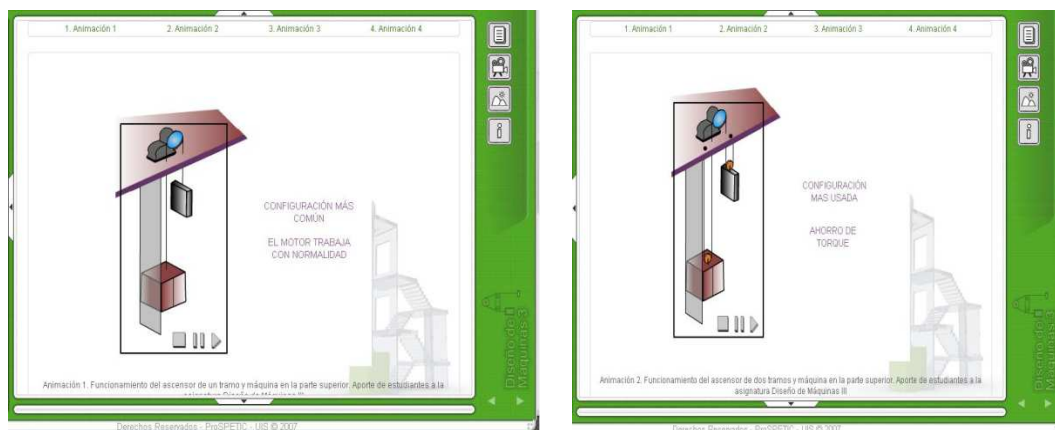 1. Animación 1 2. Animación 2 3. Animación 3 4. Animación 4
CONFIGURACIÓN MÁS
COMÚN
EL MOTOR TRABAJA
CON NORMALIDAD
Animación 1. Funcionamiento del ascensor de un tramo y máquina en la parte superior. Aporte de estudiantes a la
asignatura Diseño de Máquinas III
Diseño de
Maquinas 3
Derechos Reservados - ProSPETIC - UIS © 2007
1. Animación 1 2. Animación 2 3. Animación 3 4. Animación 4
CONFIGURACIÓN
MAS USADA
AHORRO DE
TORQUE
Animación 2. Funcionamiento del ascensor de dos tramos y máquina en la parte superior. Aporte de estudiantes a la
asignatura Diseño de Máquinas III
Diseño de
Maquinas 3
Derechos Reservados - ProSPETIC - UIS © 2007